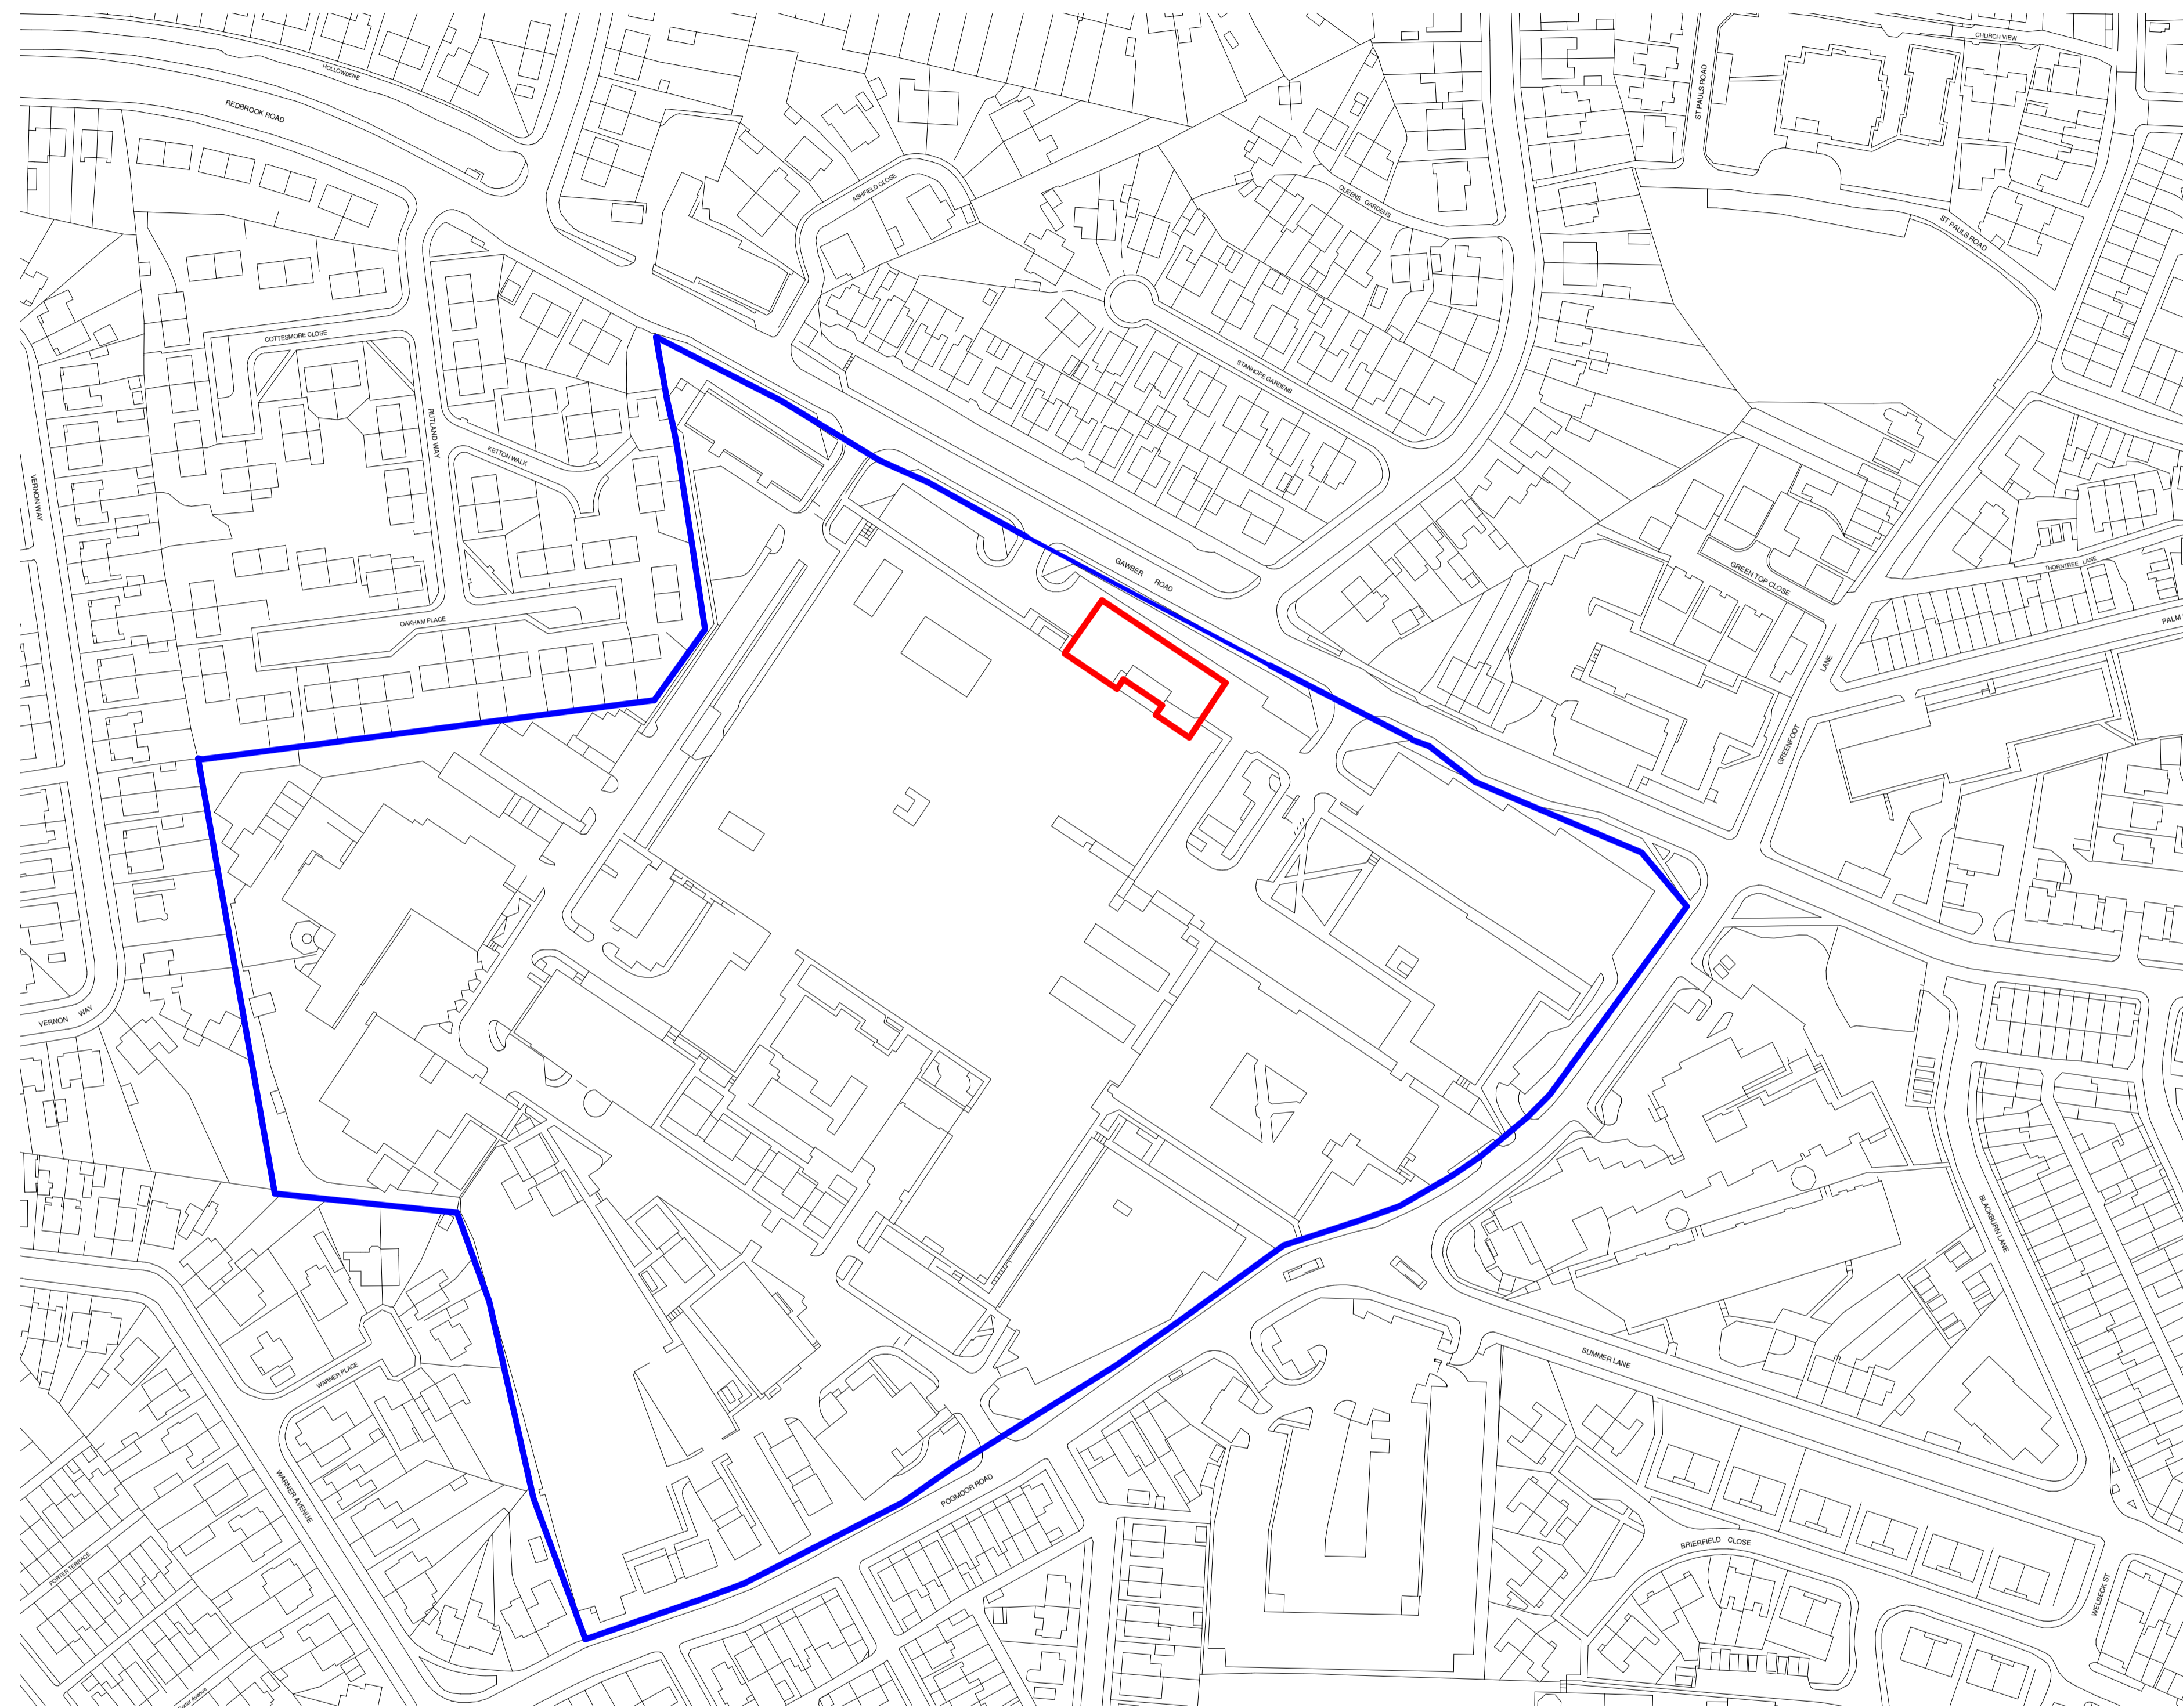 CHURCH VIEW
HOLLOWDENE
REDBROOK ROAD
ST PAULS ROAD
ASHFIELD CLOSE
QUEENS GARDENS
ST PAULS ROAD
COTTESMORE CLOSE
STANHOPE GARDENS
RUTLAND WAY
KETTON WALK
VERNON WAY
GAWBER ROAD
GREEN TOP CLOSE
THORNTREE LANE
OAKHAM PLACE
PALM
LANE
GREENFOOT
VERNON WAY
BLACKBURN LANE
SUMMER LANE
WARNER PLACE
WARNER AVENUE
POGMOOR ROAD
BRIERFIELD CLOSE
PORTER TERRACE
WELBECK ST